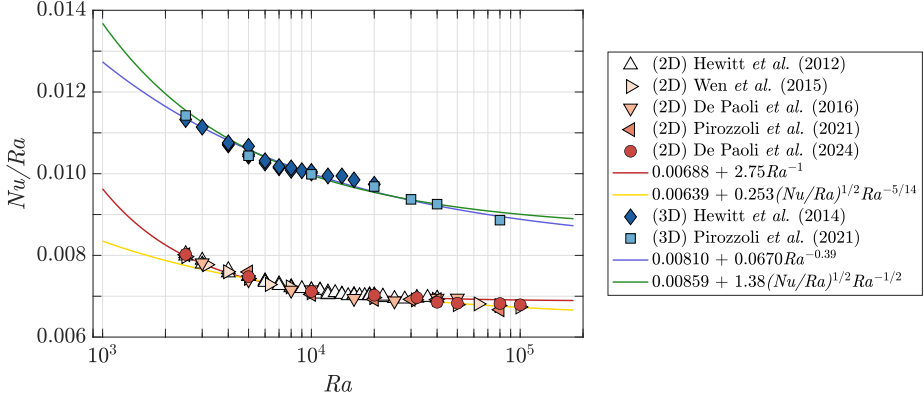 0.014
0.012
0.010
0.008
0.006
Nu/Ra
10^3
10^4
10^5
Ra
(2D) Hewitt et al. (2012)
(2D) Wen et al. (2015)
(2D) De Paoli et al. (2016)
(2D) Pirozzoli et al. (2021)
(2D) De Paoli et al. (2024)
0.00688 + 2.75Ra^{-1}
0.00639 + 0.253(Nu/Ra)^{1/2}Ra^{-5/14}
(3D) Hewitt et al. (2014)
(3D) Pirozzoli et al. (2021)
0.00810 + 0.0670Ra^{-0.39}
0.00859 + 1.38(Nu/Ra)^{1/2}Ra^{-1/2}